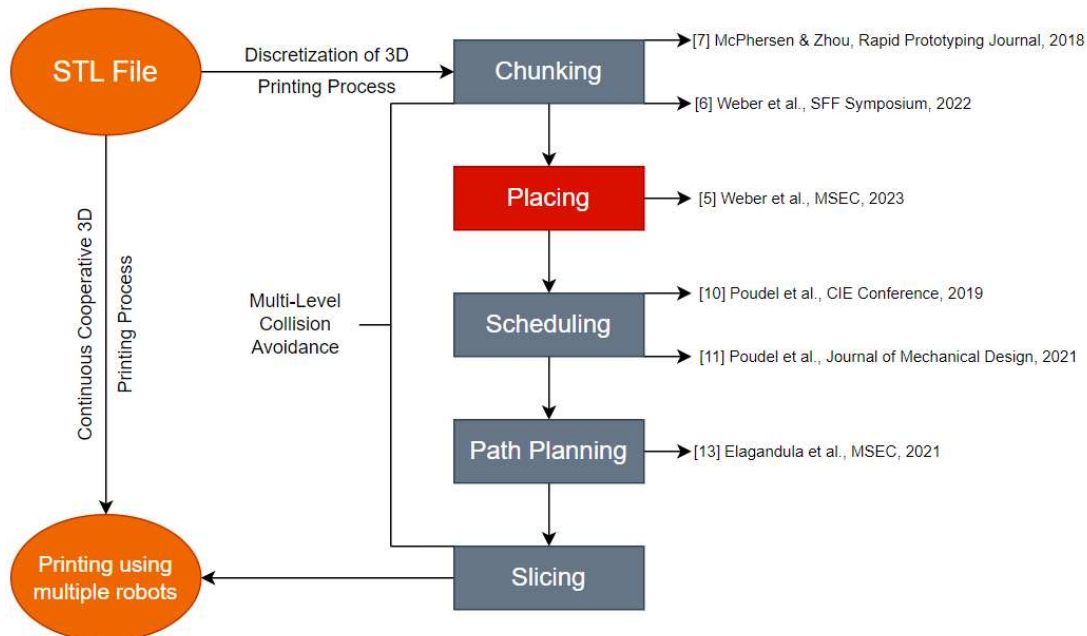 [7] McPhersen & Zhou, Rapid Prototyping Journal, 2018
STL File
Discretization of 3D
Printing Process
Chunking
[6] Weber et al., SFF Symposium, 2022
Placing
[5] Weber et al., MSEC, 2023
Continuous Cooperative 3D
Printing Process
Multi-Level
Collision
Avoidance
[10] Poudel et al., CIE Conference, 2019
Scheduling
[11] Poudel et al., Journal of Mechanical Design, 2021
Path Planning
[13] Elagandula et al., MSEC, 2021
Printing using
multiple robots
Slicing